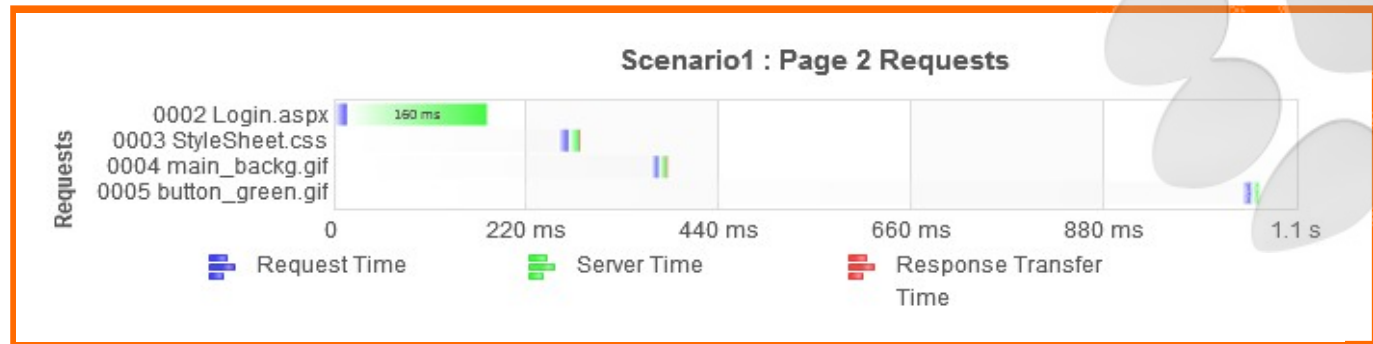 Scenario1 : Page 2 Requests
Requests
0002 Login.aspx
160 ms
0003 StyleSheet.css
0004 main_backg.gif
0005 button_green.gif
0 220 ms 440 ms 660 ms 880 ms 1.1 s
Request Time Server Time Response Transfer
Time